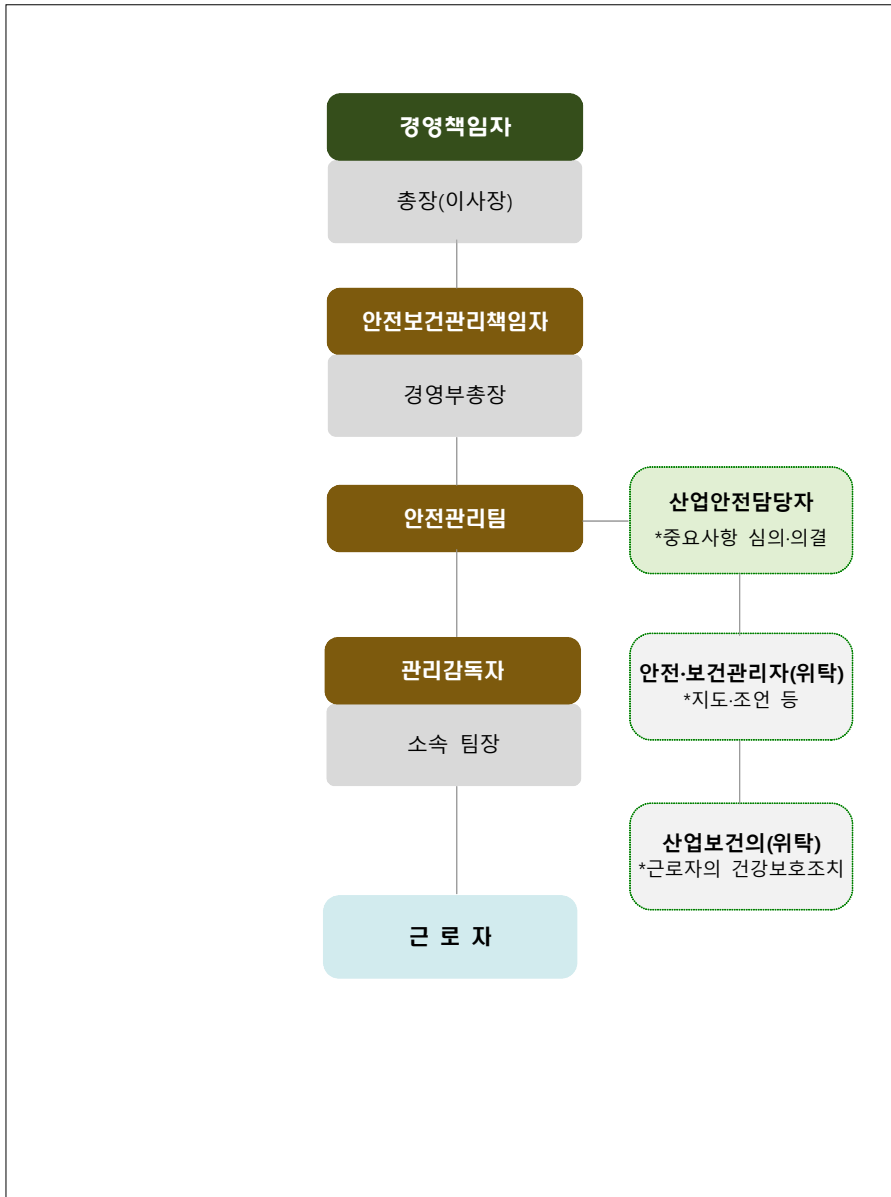 경영책임자
총장(이사장)
안전보건관리책임자
경영부총장
안전관리팀
산업안전담당자
*중요사항 심의·의결
관리감독자
소속 팀장
안전·보건관리자(위탁)
*지도·조언 등
산업보건의(위탁)
*근로자의 건강보호조치
근 로 자